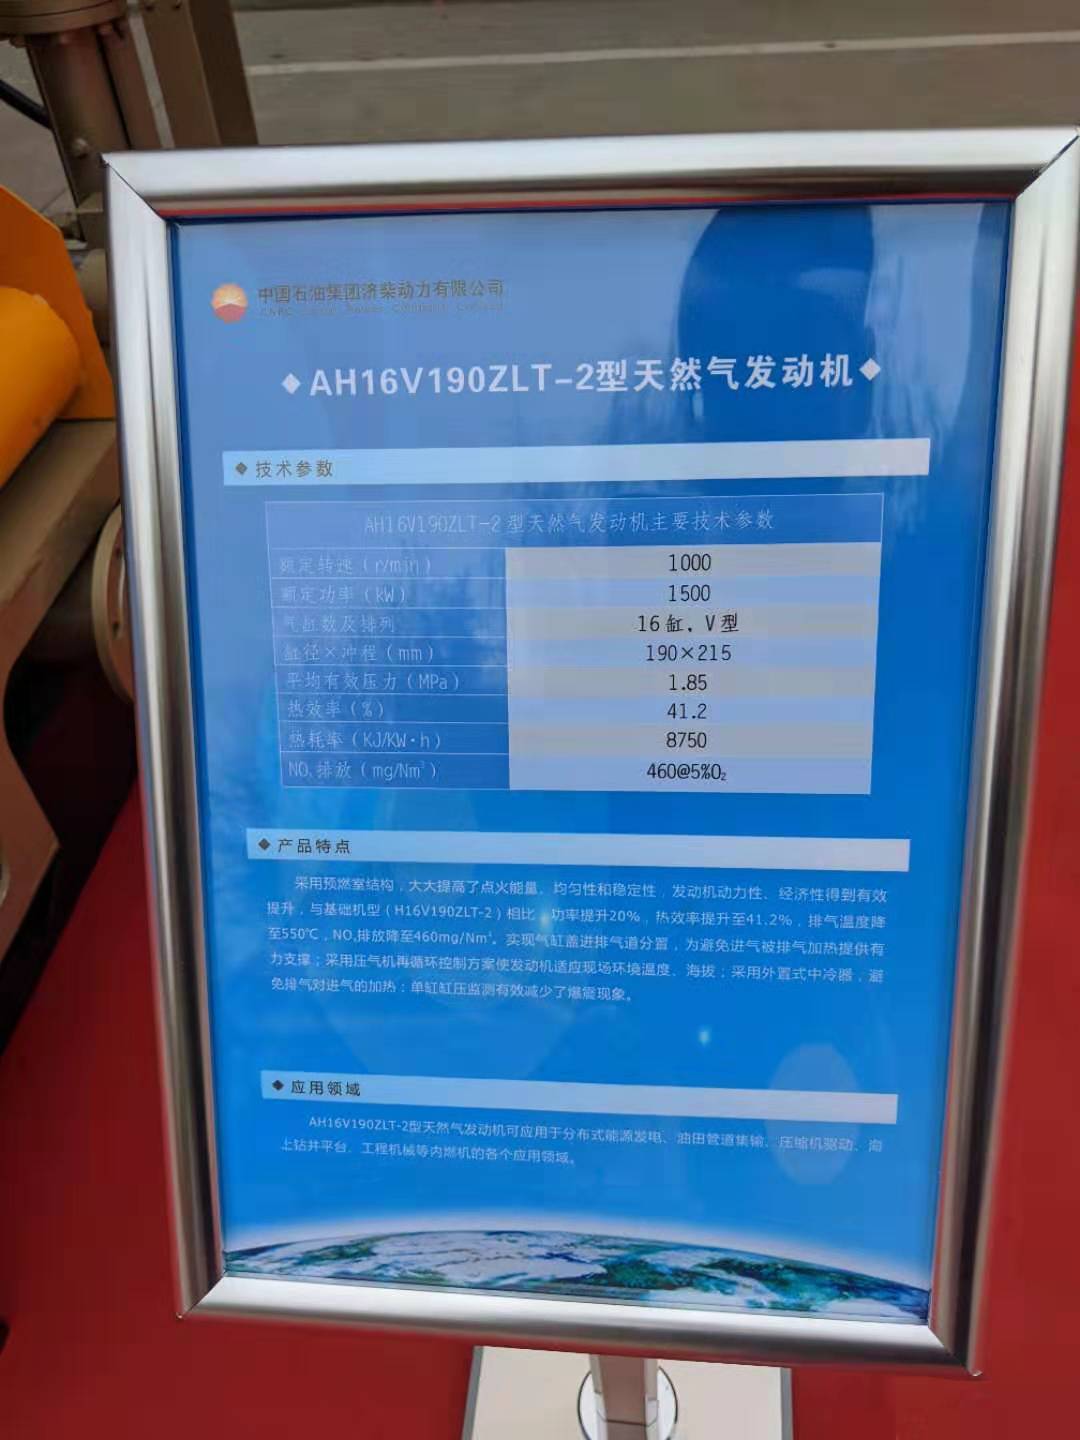 中国石油集团济柴动力有限公司
◆AH16V190ZLT-2型天然气发动机◆
◆ 技术参数
AH16V190ZLT-2型天然气发动机主要技术参数
额定转速（r/min） 1000
额定功率（kW） 1500
气缸数及排列 16缸，V型
缸径×冲程（mm） 190×215
平均有效压力（MPa） 1.85
热效率（%） 41.2
热耗率（KJ/KW·h） 8750
NOx排放（mg/Nm³） 460@5%O₂
◆ 产品特点
采用预燃室结构，大大提高了点火能量、均匀性和稳定性，发动机动力性、经济性得到有效
提升，与基础机型（H16V190ZLT-2）相比，功率提升20%，热效率提升至41.2%，排气温度降
至550℃，NOx排放降至460mg/Nm³。实现气缸盖进排气道分置，为避免进气被排气加热提供有
力支撑；采用压气机再循环控制方案使发动机适应现场环境温度、海拔；采用外置式中冷器，避
免排气对进气的加热；单缸缸压监测有效减少了爆震现象。
◆ 应用领域
AH16V190ZLT-2型天然气发动机可应用于分布式能源发电、油田管道集输、压缩机驱动、海
上钻井平台、工程机械等内燃机的各个应用领域。